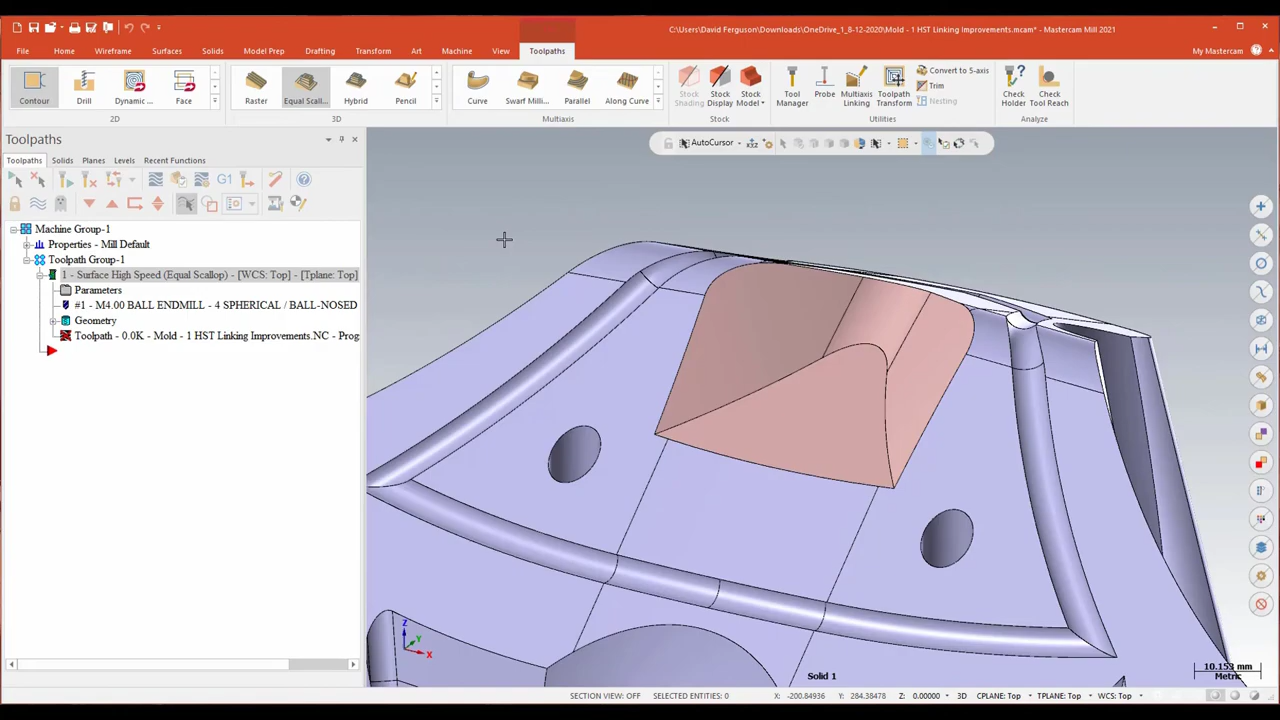 C:\Users\David Ferguson\Downloads\OneDrive_1_8-12-2020\Mold - 1 HST Linking Improvements.mcam* - Mastercam Mill 2021
File Home Wireframe Surfaces Solids Model Prep Drafting Transform Art Machine View Toolpaths My Mastercam
Contour Drill Dynamic ... Face Raster Equal Scall... Hybrid Pencil Curve Swarf Milli... Parallel Along Curve Stock Shading Stock Display Stock Model Tool Manager Probe Multiaxis Linking Toolpath Transform Convert to 5-axis Trim Nesting Check Holder Check Tool Reach
2D 3D Multiaxis Stock Utilities Analyze
Toolpaths
AutoCursor
Toolpaths Solids Planes Levels Recent Functions
G1
Machine Group-1
Properties - Mill Default
Toolpath Group-1
1 - Surface High Speed (Equal Scallop) - [WCS: Top] - [Tplane: Top]
Parameters
#1 - M4.00 BALL ENDMILL - 4 SPHERICAL / BALL-NOSED
Geometry
Toolpath - 0.0K - Mold - 1 HST Linking Improvements.NC - Prog
Z
Y
X
10.153 mm
Metric
Solid 1
SECTION VIEW: OFF SELECTED ENTITIES: 0 X: -200.84936 Y: 284.38478 Z: 0.00000 3D CPLANE: Top TPLANE: Top WCS: Top